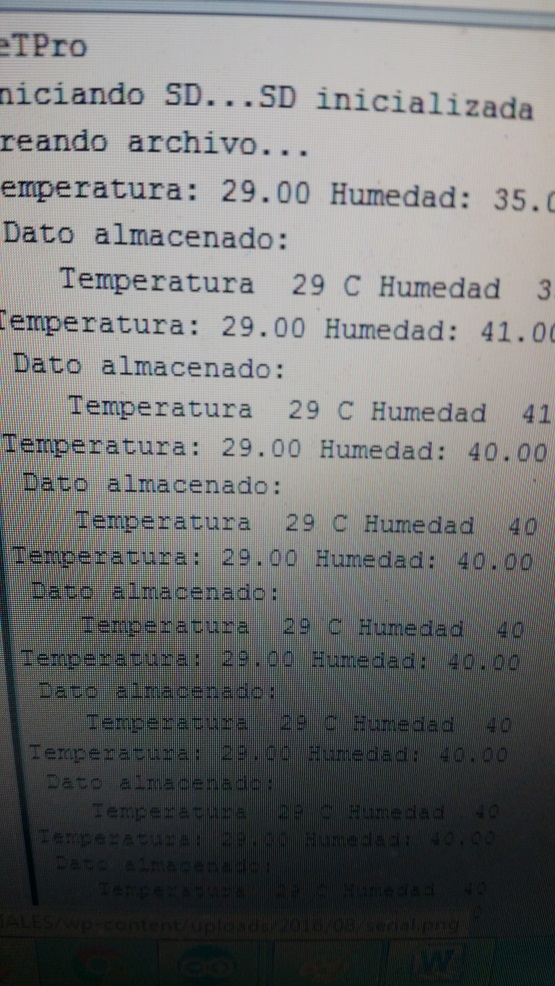 eTPro
niciando SD...SD inicializada
reando archivo...
emperatura: 29.00 Humedad: 35.0
Dato almacenado:
Temperatura 29 C Humedad 3
Temperatura: 29.00 Humedad: 41.00
Dato almacenado:
Temperatura 29 C Humedad 41
Temperatura: 29.00 Humedad: 40.00
Dato almacenado:
Temperatura 29 C Humedad 40
Temperatura: 29.00 Humedad: 40.00
Dato almacenado:
Temperatura 29 C Humedad 40
Temperatura: 29.00 Humedad: 40.00
Dato almacenado:
Temperatura 29 C Humedad 40
Temperatura: 29.00 Humedad: 40.00
Dato almacenado:
Temperatura 29 C Humedad 40
Temperatura: 29.00 Humedad: 40.00
Dato almacenado:
Temperatura 29 C Humedad 40
IALES/wp-content/uploads/2016/08/serial.png
W